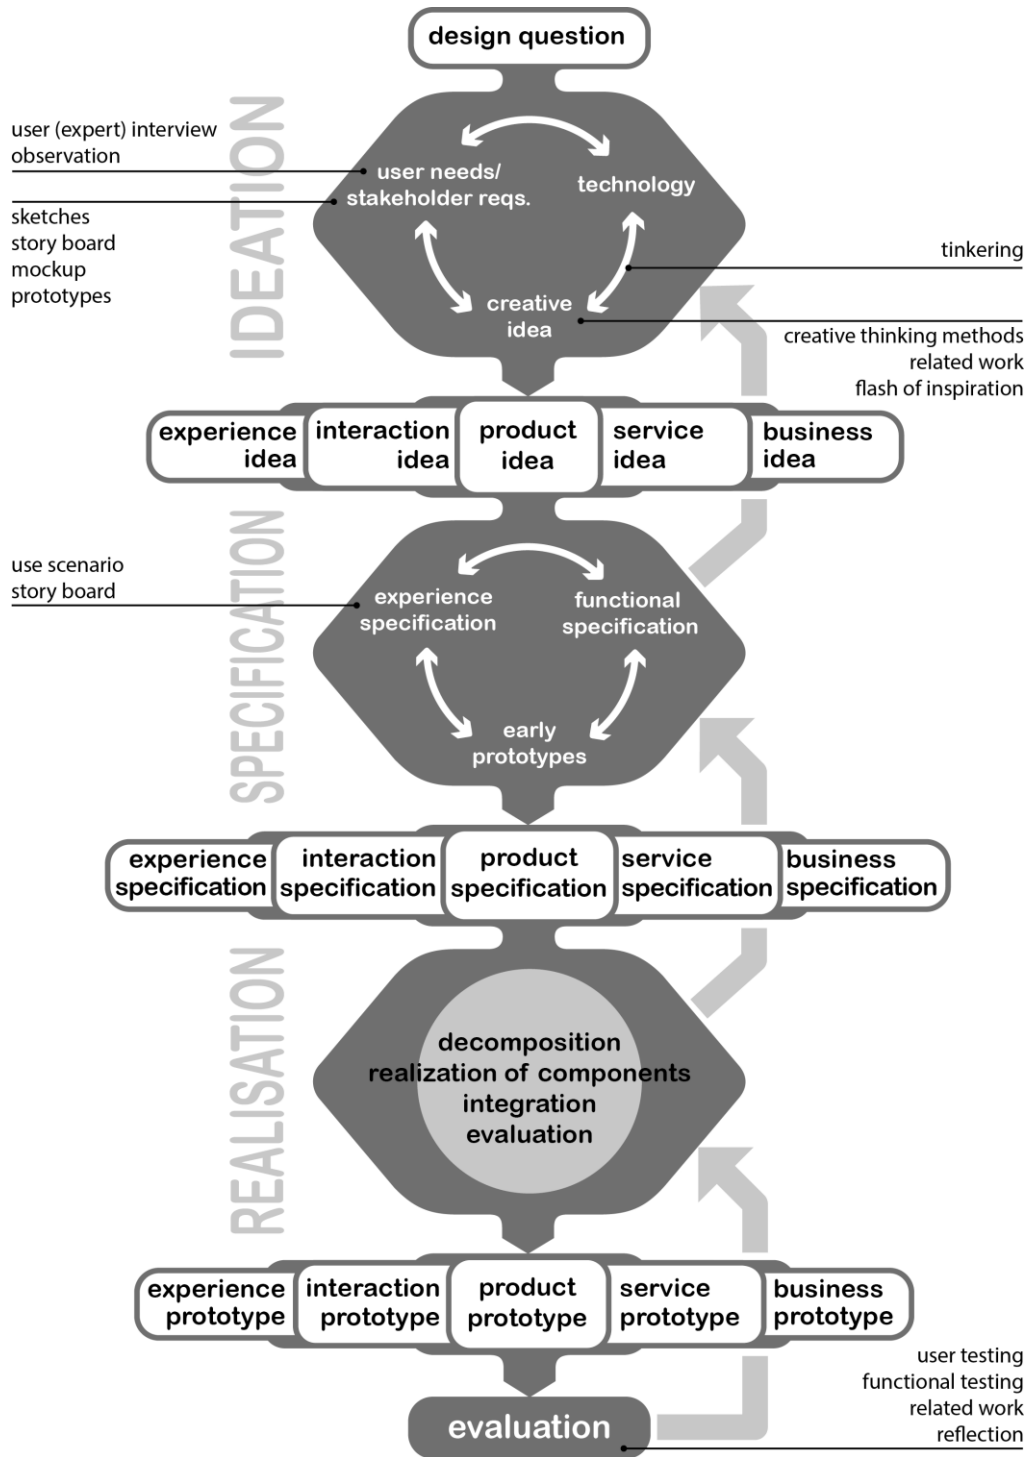 design question
IDEATION
user (expert) interview
observation
sketches
story board
mockup
prototypes
user needs/
stakeholder reqs.
technology
creative
idea
tinkering
creative thinking methods
related work
flash of inspiration
experience
idea
interaction
idea
product
idea
service
idea
business
idea
SPECIFICATION
use scenario
story board
experience
specification
functional
specification
early
prototypes
experience
specification
interaction
specification
product
specification
service
specification
business
specification
REALISATION
decomposition
realization of components
integration
evaluation
experience
prototype
interaction
prototype
product
prototype
service
prototype
business
prototype
evaluation
user testing
functional testing
related work
reflection